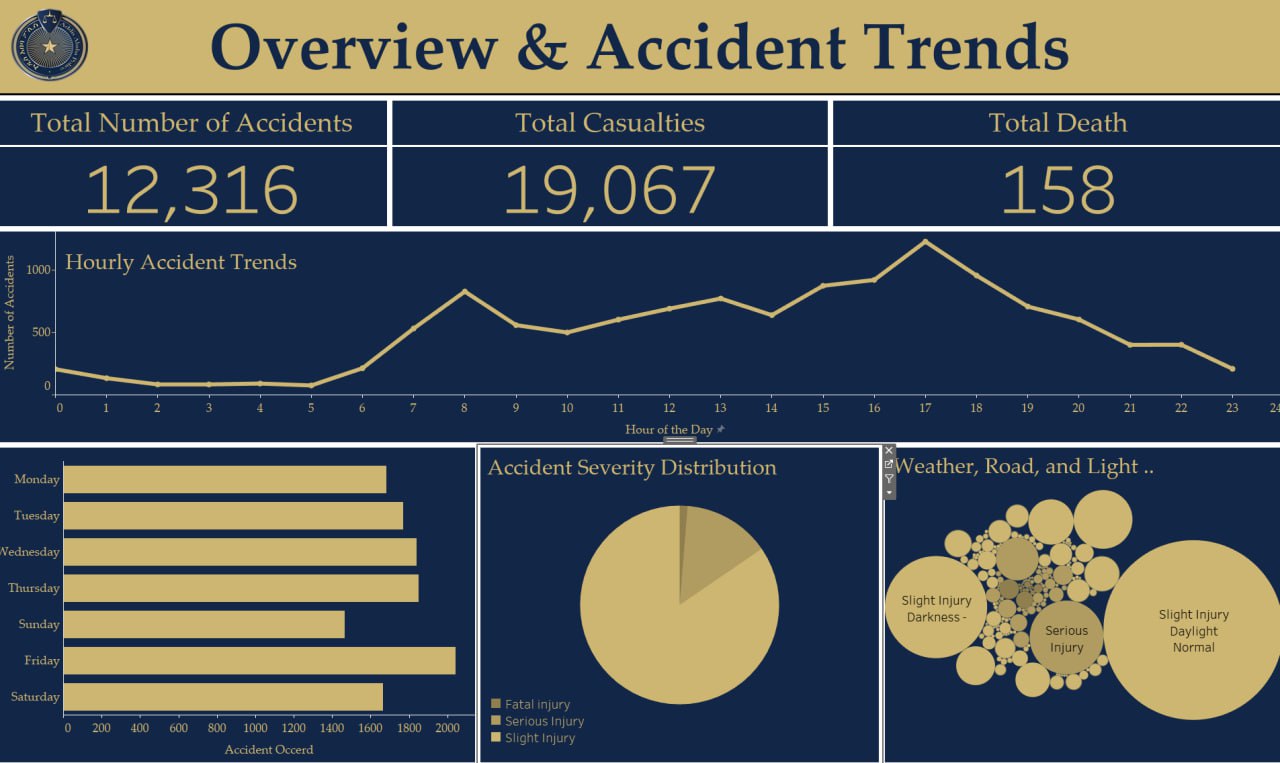 Overview & Accident Trends
Total Number of Accidents
Total Casualties
Total Death
12,316
19,067
158
Hourly Accident Trends
Number of Accidents
1000
500
0
0 1 2 3 4 5 6 7 8 9 10 11 12 13 14 15 16 17 18 19 20 21 22 23 24
Hour of the Day
Monday
Tuesday
Wednesday
Thursday
Sunday
Friday
Saturday
0 200 400 600 800 1000 1200 1400 1600 1800 2000
Accident Occerd
Accident Severity Distribution
Fatal injury
Serious Injury
Slight Injury
Weather, Road, and Light ..
Slight Injury
Darkness -
Serious
Injury
Slight Injury
Daylight
Normal